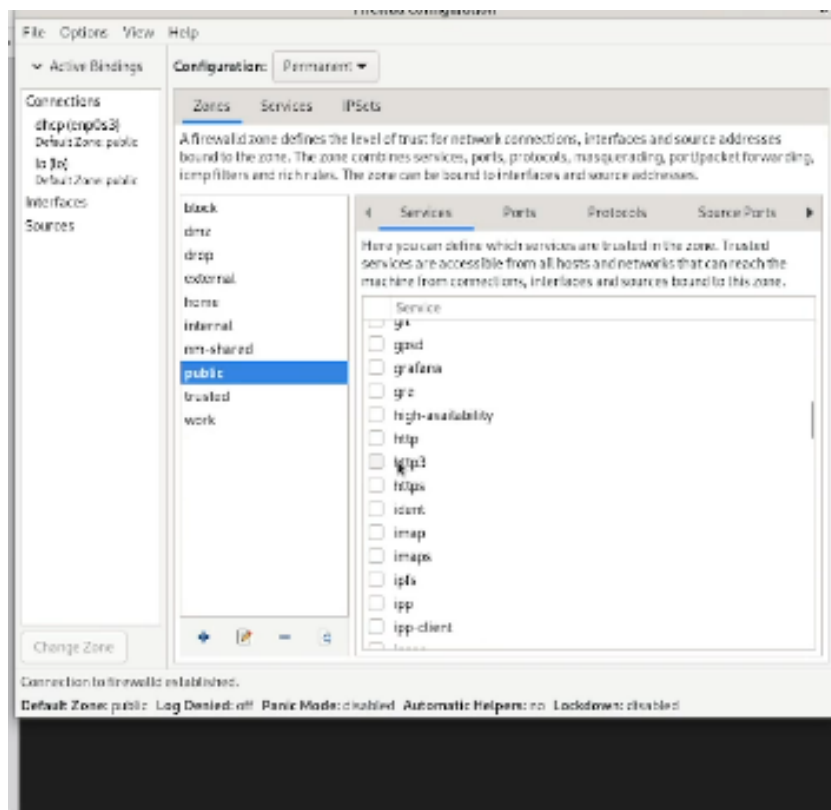 Firewall Configuration
File Options View Help
Active Bindings
Configuration: Permanent
Connections
dhcp (enp0s3)
Default Zone: public
lo (lo)
Default Zone: public
Interfaces
Sources
Change Zone
Zones Services IPSets
A firewalld zone defines the level of trust for network connections, interfaces and source addresses
bound to the zone. The zone combines services, ports, protocols, masquerading, port/packet forwarding,
icmp filters and rich rules. The zone can be bound to interfaces and source addresses.
block
dmz
drop
external
home
internal
nm-shared
public
trusted
work
Services Ports Protocols Source Ports
Here you can define which services are trusted in the zone. Trusted
services are accessible from all hosts and networks that can reach the
machine from connections, interfaces and sources bound to this zone.
Service
git
gpsd
grafana
gre
high-availability
http
http3
https
ident
imap
imaps
ipfs
ipp
ipp-client
Connection to firewalld established.
Default Zone: public Log Denied: off Panic Mode: disabled Automatic Helpers: no Lockdown: disabled